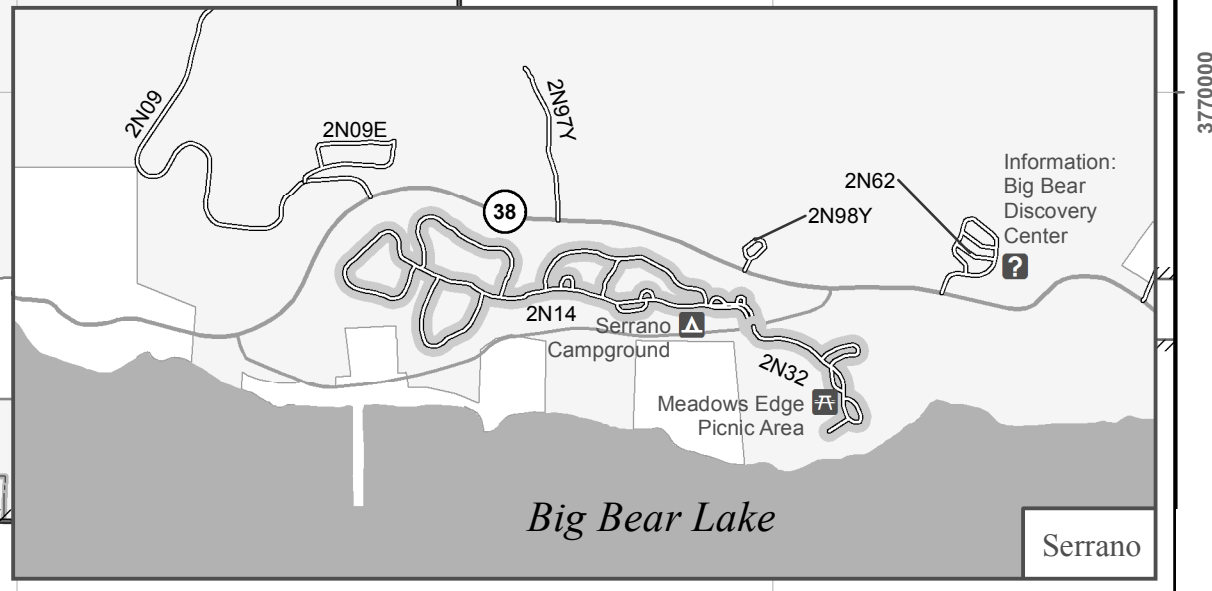 3770000
2N09
2N09E
2N97Y
38
2N62
2N98Y
Information:
Big Bear
Discovery
Center
?
2N14
Serrano
Campground
2N32
Meadows Edge
Picnic Area
Big Bear Lake
Serrano